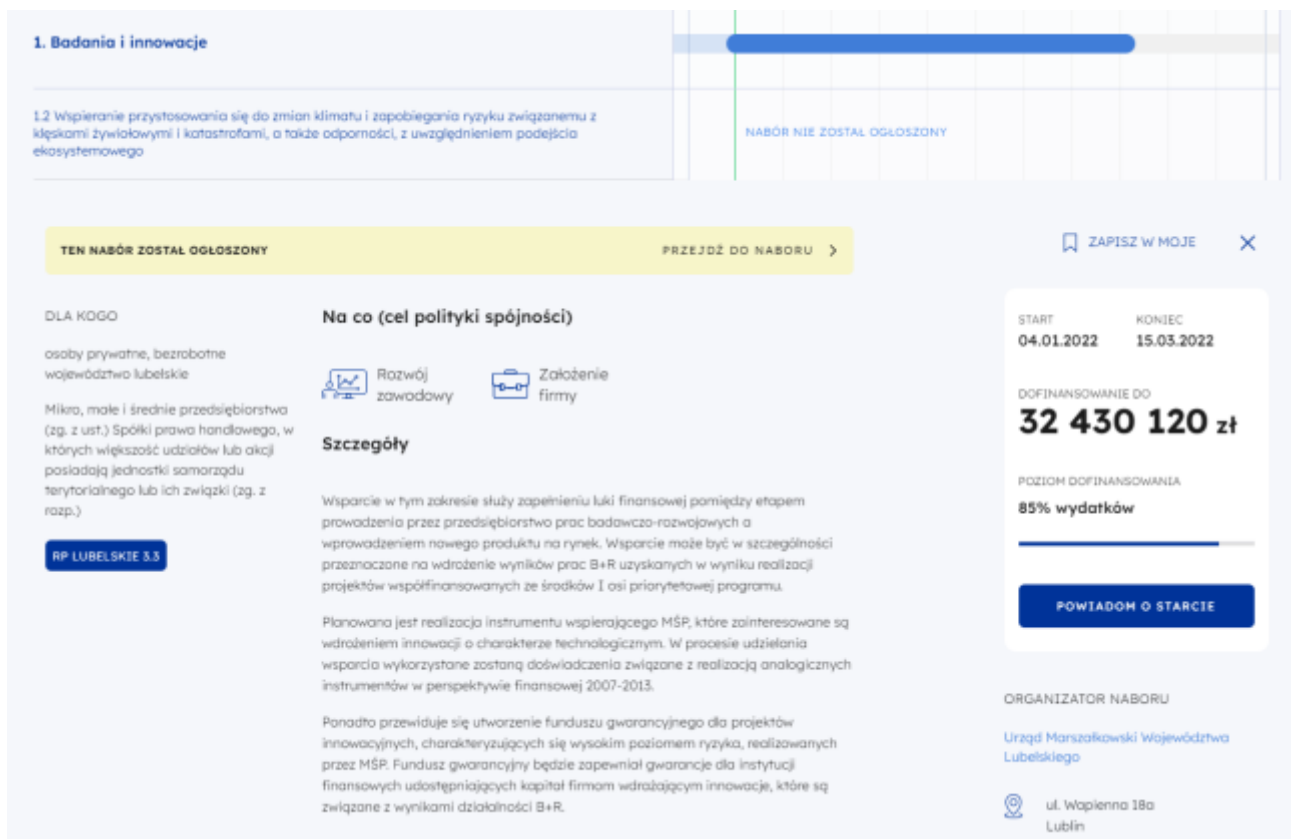 1. Badania i innowacje
1.2 Wspieranie przystosowania się do zmian klimatu i zapobiegania ryzyku związanemu z
klęskami żywiołowymi i katastrofami, a także odporności, z uwzględnieniem podejścia
ekosystemowego
NABÓR NIE ZOSTAŁ OGŁOSZONY
TEN NABÓR ZOSTAŁ OGŁOSZONY
PRZEJDŹ DO NABORU
ZAPISZ W MOJE
DLA KOGO
osoby prywatne, bezrobotne
województwo lubelskie
Mikro, małe i średnie przedsiębiorstwa
(zg. z ust.) Spółki prawa handlowego, w
których większość udziałów lub akcji
posiadają jednostki samorządu
terytorialnego lub ich związki (zg. z
rozp.)
RP LUBELSKIE 3.3
Na co (cel polityki spójności)
Rozwój
zawodowy
Założenie
firmy
Szczegóły
Wsparcie w tym zakresie służy zapełnieniu luki finansowej pomiędzy etapem
prowadzenia przez przedsiębiorstwo prac badawczo-rozwojowych a
wprowadzeniem nowego produktu na rynek. Wsparcie może być w szczególności
przeznaczone na wdrożenie wyników prac B+R uzyskanych w wyniku realizacji
projektów współfinansowanych ze środków I osi priorytetowej programu.
Planowana jest realizacja instrumentu wspierającego MŚP, które zainteresowane są
wdrożeniem innowacji o charakterze technologicznym. W procesie udzielania
wsparcia wykorzystane zostaną doświadczenia związane z realizacją analogicznych
instrumentów w perspektywie finansowej 2007-2013.
Ponadto przewiduje się utworzenie funduszu gwarancyjnego dla projektów
innowacyjnych, charakteryzujących się wysokim poziomem ryzyka, realizowanych
przez MŚP. Fundusz gwarancyjny będzie zapewniał gwarancje dla instytucji
finansowych udostępniających kapitał firmom wdrażającym innowacje, które są
związane z wynikami działalności B+R.
START
04.01.2022
KONIEC
15.03.2022
DOFINANSOWANIE DO
32 430 120 zł
POZIOM DOFINANSOWANIA
85% wydatków
POWIADOM O STARCIE
ORGANIZATOR NABORU
Urząd Marszałkowski Województwa
Lubelskiego
ul. Wapienna 18a
Lublin